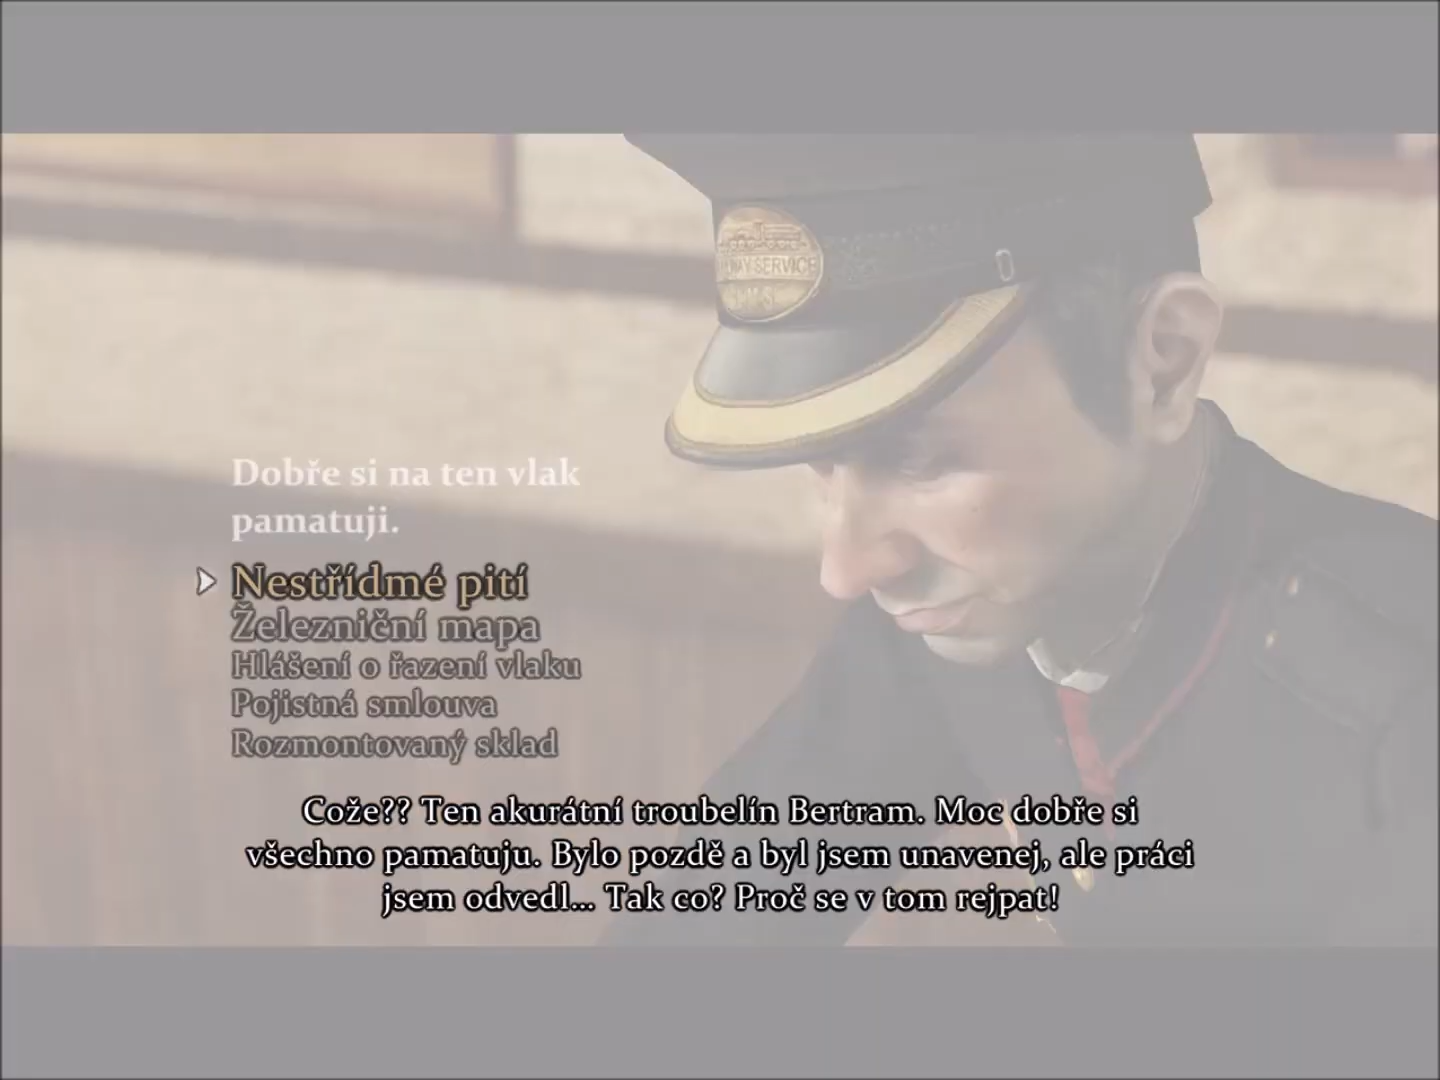 WAY SERVICE
Dobře si na ten vlak
pamatuji.
Nestřídmé pití
Železniční mapa
Hlášení o řazení vlaku
Pojistná smlouva
Rozmontovaný sklad
Cože?? Ten akurátní troubelín Bertram. Moc dobře si
všechno pamatuju. Bylo pozdě a byl jsem unavenej, ale práci
jsem odvedl... Tak co? Proč se v tom rejpat!